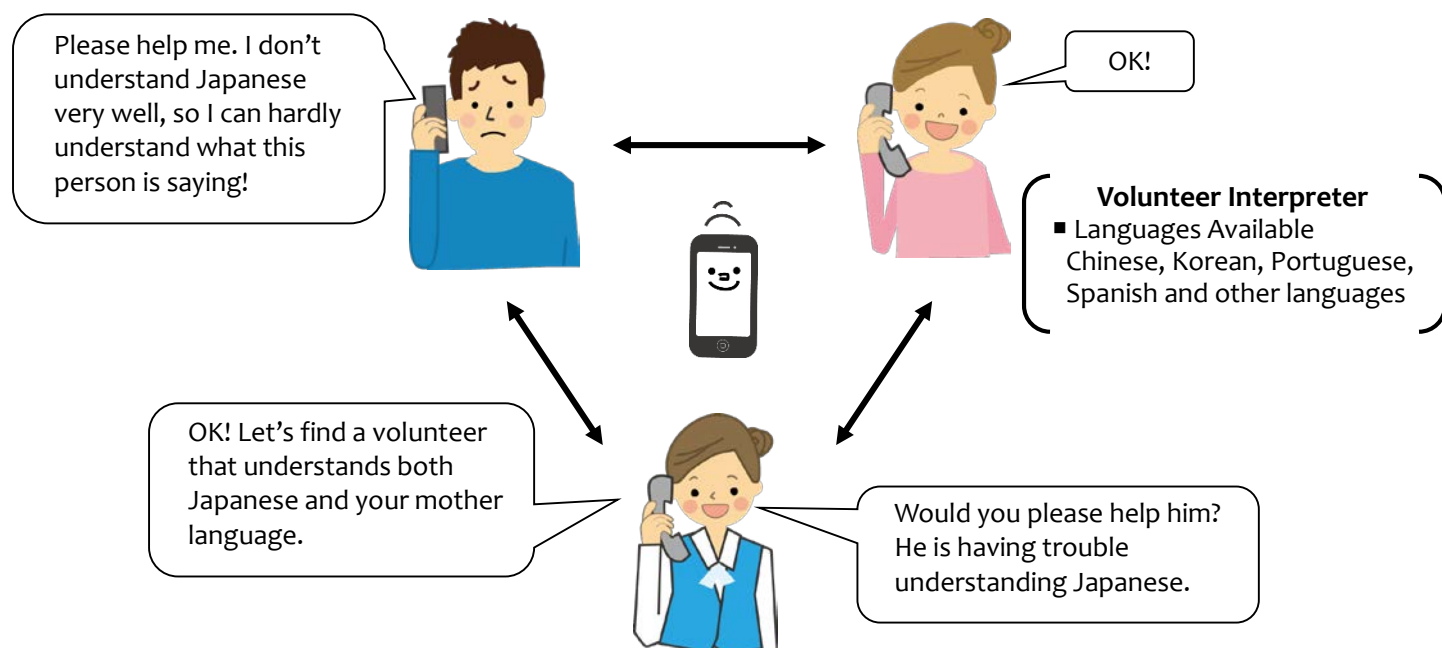 Please help me. I don’t
understand Japanese
very well, so I can hardly
understand what this
person is saying!
OK!
Volunteer Interpreter
▪ Languages Available
Chinese, Korean, Portuguese,
Spanish and other languages
OK! Let’s find a volunteer
that understands both
Japanese and your mother
language.
Would you please help him?
He is having trouble
understanding Japanese.